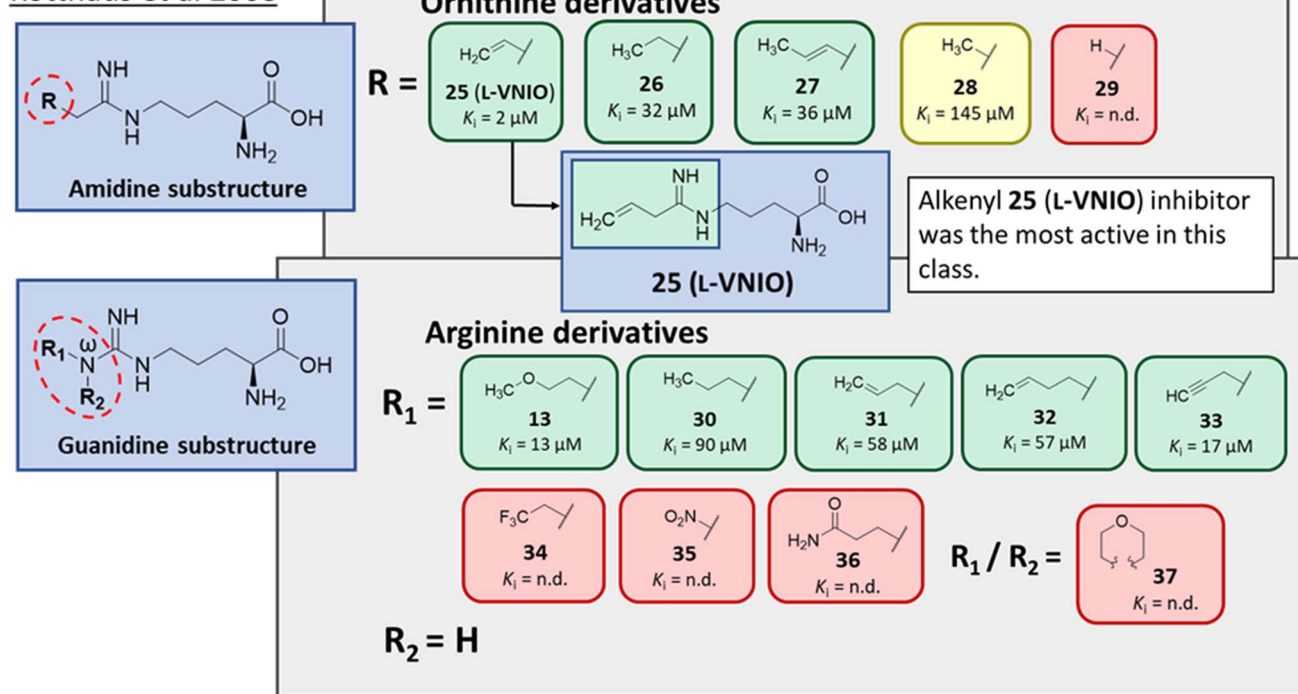 Ornithine derivatives
NH
O
R
N
H
OH
NH₂
Amidine substructure
R =
H₂C
25 (L-VNIO)
Kᵢ = 2 µM
H₃C
26
Kᵢ = 32 µM
H₃C
27
Kᵢ = 36 µM
H₃C
28
Kᵢ = 145 µM
H
29
Kᵢ = n.d.
NH
O
H₂C
N
H
OH
NH₂
25 (L-VNIO)
Alkenyl 25 (L-VNIO) inhibitor
was the most active in this
class.
NH
O
R₁
ω
N
N
H
OH
R₂
NH₂
Guanidine substructure
Arginine derivatives
R₁ =
H₃C
O
13
Kᵢ = 13 µM
H₃C
30
Kᵢ = 90 µM
H₂C
31
Kᵢ = 58 µM
H₂C
32
Kᵢ = 57 µM
HC
33
Kᵢ = 17 µM
F₃C
34
Kᵢ = n.d.
O₂N
35
Kᵢ = n.d.
O
H₂N
36
Kᵢ = n.d.
R₁ / R₂ =
O
37
Kᵢ = n.d.
R₂ = H